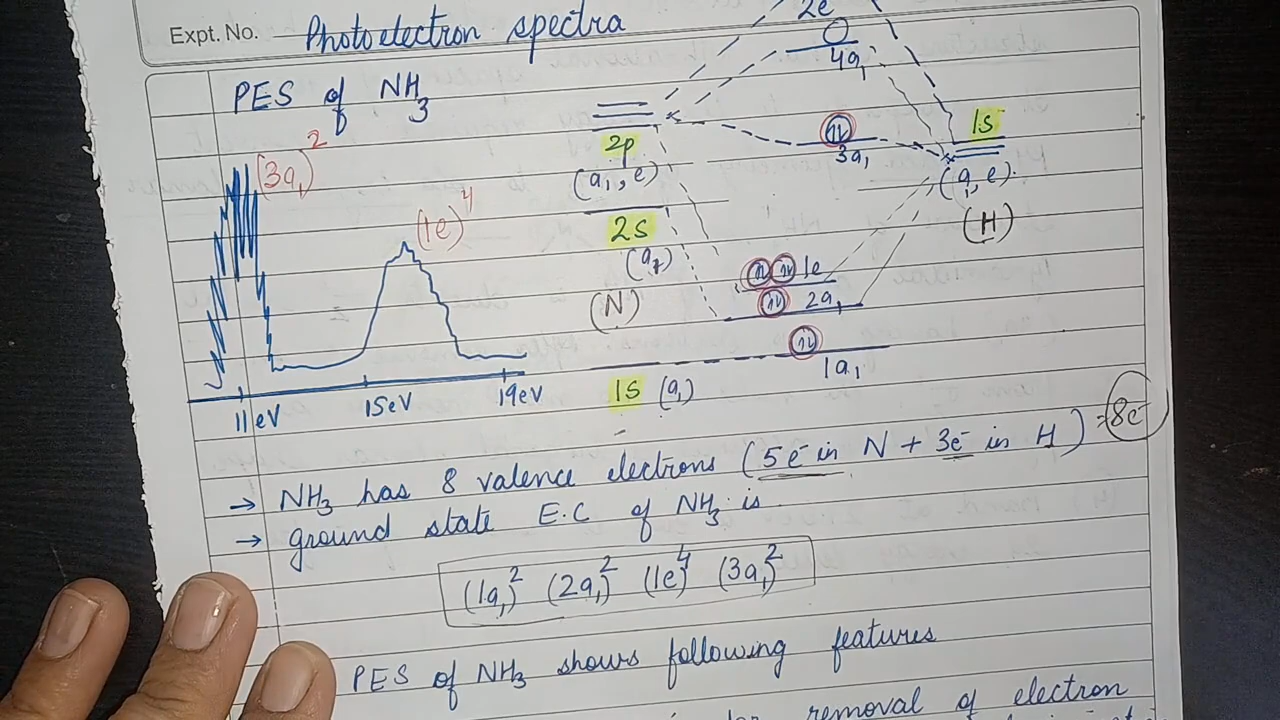 Expt. No. Photoelectron spectra
PES of NH3
(3a1)2
(1e)4
11eV 15eV 19eV
2e
4a1
3a1
1e
2a1
1a1
2p
(a1, e)
2s
(a1)
(N)
1s (a1)
1s
(a1 e).
(H)
→ NH3 has 8 valence electrons (5e- in N + 3e- in H) = 8e-
→ ground state E.C of NH3 is
(1a1)2 (2a1)2 (1e)4 (3a1)2
PES of NH3 shows following features
removal of electron